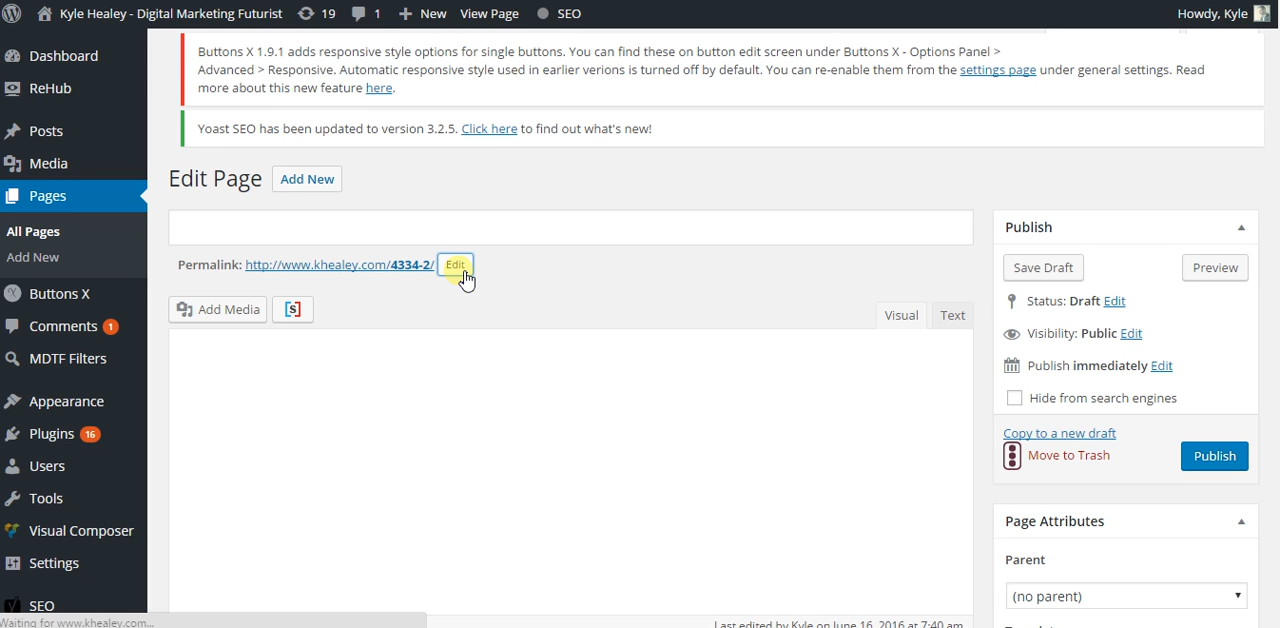 Kyle Healey - Digital Marketing Futurist 19 1 New View Page SEO Howdy, Kyle
Dashboard
ReHub
Posts
Media
Pages
All Pages
Add New
Buttons X
Comments 1
MDTF Filters
Appearance
Plugins 16
Users
Tools
Visual Composer
Settings
SEO
Buttons X 1.9.1 adds responsive style options for single buttons. You can find these on button edit screen under Buttons X - Options Panel >
Advanced > Responsive. Automatic responsive style used in earlier verions is turned off by default. You can re-enable them from the settings page under general settings. Read
more about this new feature here.
Yoast SEO has been updated to version 3.2.5. Click here to find out what's new!
Edit Page Add New
Permalink: http://www.khealey.com/4334-2/ Edit
Add Media [s]
Visual Text
Last edited by Kyle on June 16, 2016 at 7:40 am
Publish
Save Draft Preview
Status: Draft Edit
Visibility: Public Edit
Publish immediately Edit
Hide from search engines
Copy to a new draft
Move to Trash Publish
Page Attributes
Parent
(no parent)
Waiting for www.khealey.com...